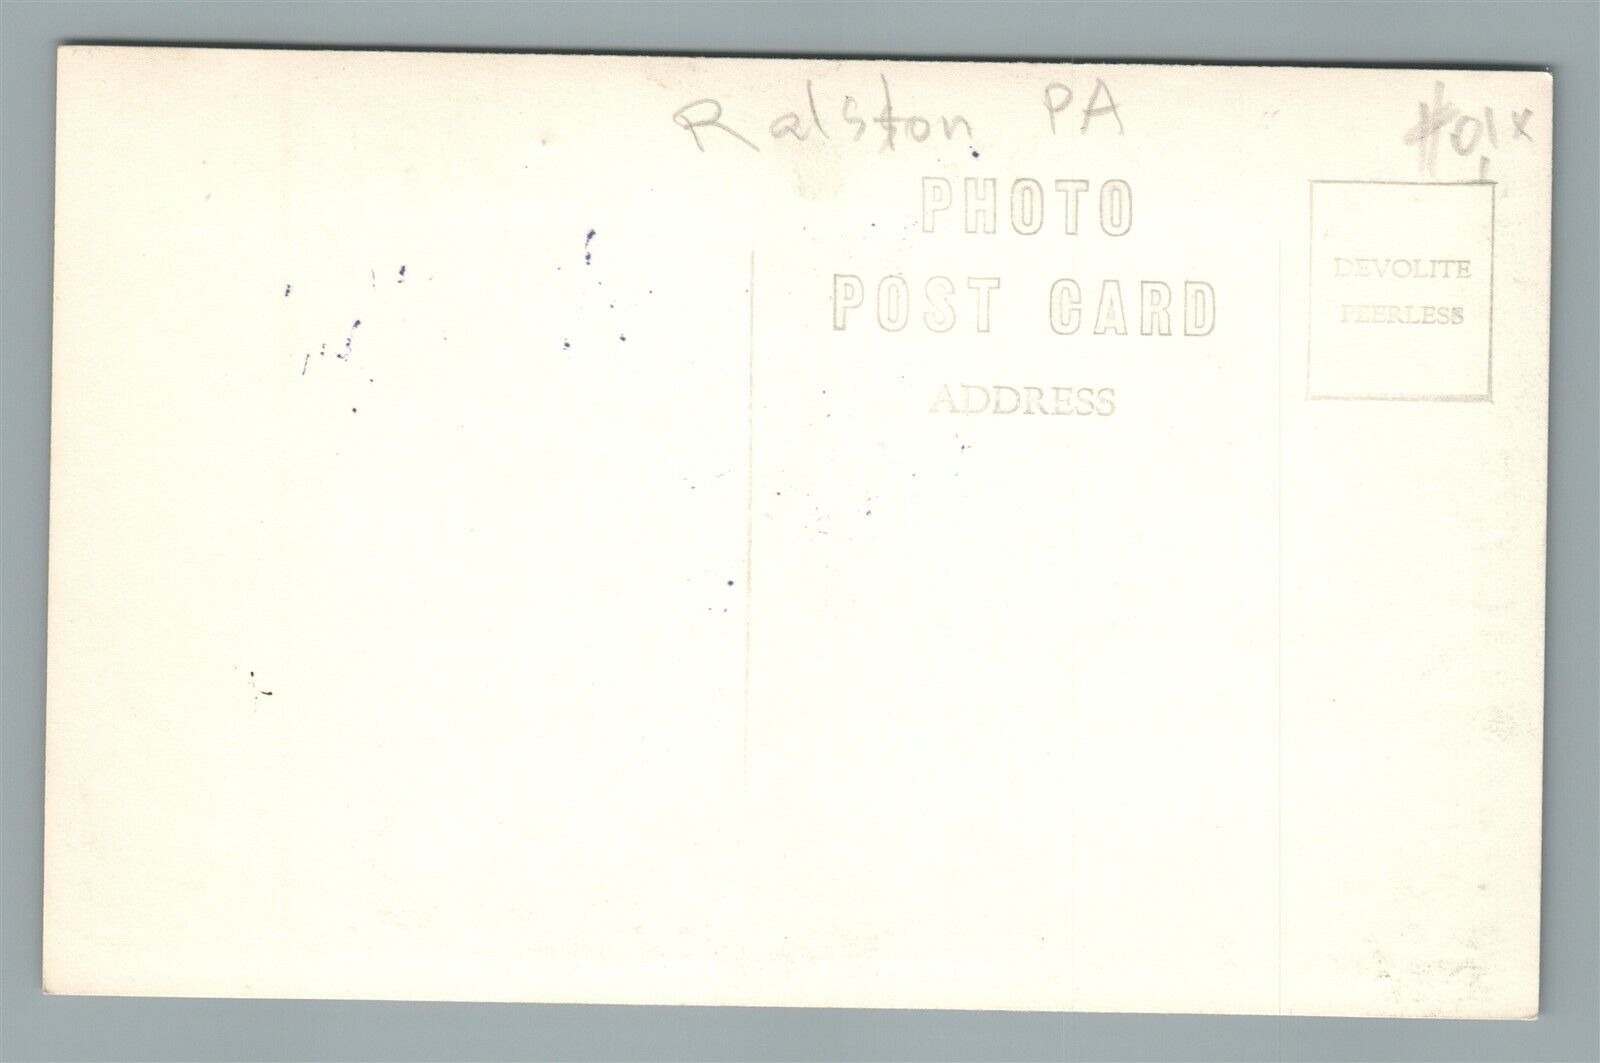 Ralston PA
PHOTO
POST CARD
ADDRESS
DEVOLITE
PEERLESS